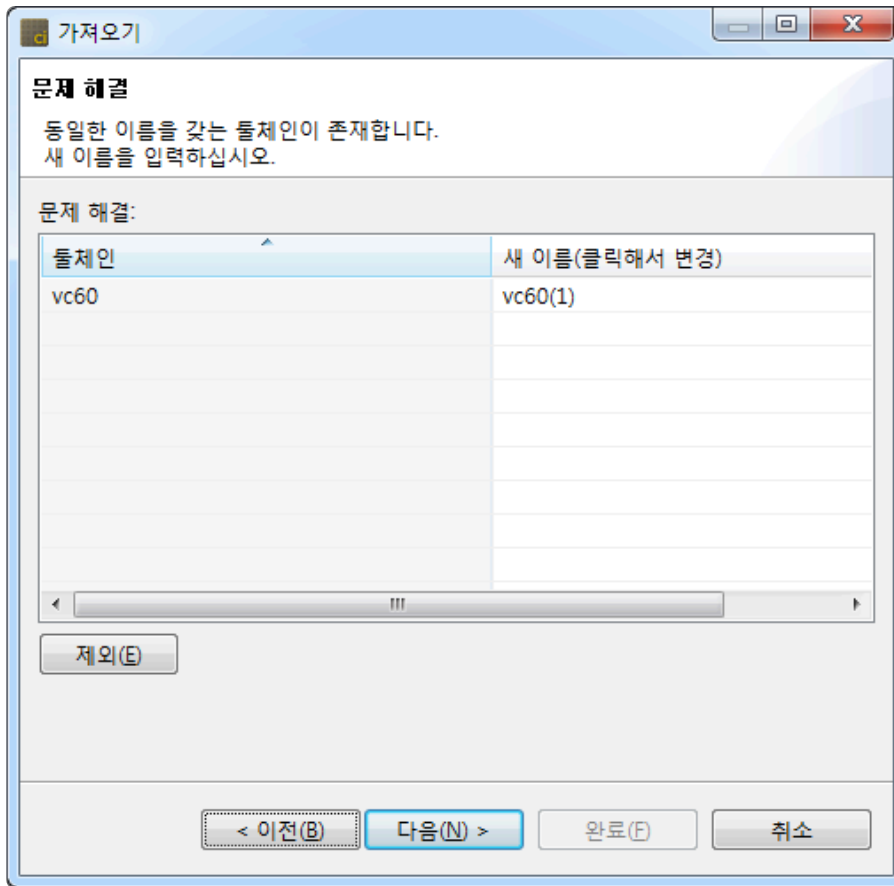 ci 가져오기
문제 해결
동일한 이름을 갖는 툴체인이 존재합니다.
새 이름을 입력하십시오.
문제 해결:
툴체인 새 이름(클릭해서 변경)
vc60 vc60(1)
제외(E)
< 이전(B) 다음(N) > 완료(F) 취소